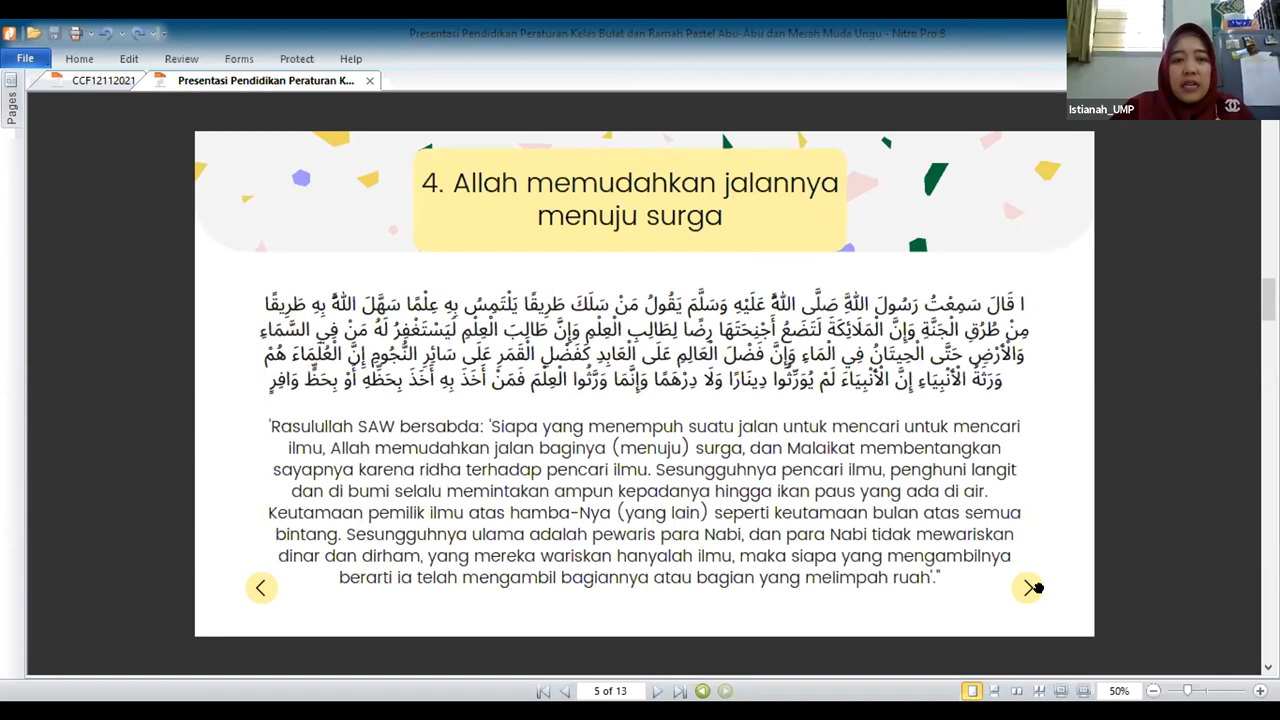 Presentasi Pendidikan Peraturan Kelas Bulat dan Ramah Pastel Abu-Abu dan Merah Muda Ungu - Nitro Pro 8
File Home Edit Review Forms Protect Help
CCF12112021 Presentasi Pendidikan Peraturan K...
Pages
Istianah_UMP
4. Allah memudahkan jalannya
menuju surga
ا قَالَ سَمِعْتُ رَسُولَ اللَّهِ صَلَّى اللَّهُ عَلَيْهِ وَسَلَّمَ يَقُولُ مَنْ سَلَكَ طَرِيقًا يَلْتَمِسُ بِهِ عِلْمًا سَهَّلَ اللَّهُ بِهِ طَرِيقًا
مِنْ طُرُقِ الْجَنَّةِ وَإِنَّ الْمَلَائِكَةَ لَتَضَعُ أَجْنِحَتَهَا رِضًا لِطَالِبِ الْعِلْمِ وَإِنَّ طَالِبَ الْعِلْمِ لَيَسْتَغْفِرُ لَهُ مَنْ فِي السَّمَاءِ
وَالْأَرْضِ حَتَّى الْحِيتَانُ فِي الْمَاءِ وَإِنَّ فَضْلَ الْعَالِمِ عَلَى الْعَابِدِ كَفَضْلِ الْقَمَرِ عَلَى سَائِرِ النُّجُومِ إِنَّ الْعُلَمَاءَ هُمْ
وَرَثَةُ الْأَنْبِيَاءِ إِنَّ الْأَنْبِيَاءَ لَمْ يُوَرِّثُوا دِينَارًا وَلَا دِرْهَمًا وَإِنَّمَا وَرَّثُوا الْعِلْمَ فَمَنْ أَخَذَ بِهِ أَخَذَ بِحَظِّهِ أَوْ بِحَظٍّ وَافِرٍ
'Rasulullah SAW bersabda: 'Siapa yang menempuh suatu jalan untuk mencari untuk mencari
ilmu, Allah memudahkan jalan baginya (menuju) surga, dan Malaikat membentangkan
sayapnya karena ridha terhadap pencari ilmu. Sesungguhnya pencari ilmu, penghuni langit
dan di bumi selalu memintakan ampun kepadanya hingga ikan paus yang ada di air.
Keutamaan pemilik ilmu atas hamba-Nya (yang lain) seperti keutamaan bulan atas semua
bintang. Sesungguhnya ulama adalah pewaris para Nabi, dan para Nabi tidak mewariskan
dinar dan dirham, yang mereka wariskan hanyalah ilmu, maka siapa yang mengambilnya
berarti ia telah mengambil bagiannya atau bagian yang melimpah ruah'."
5 of 13
50%